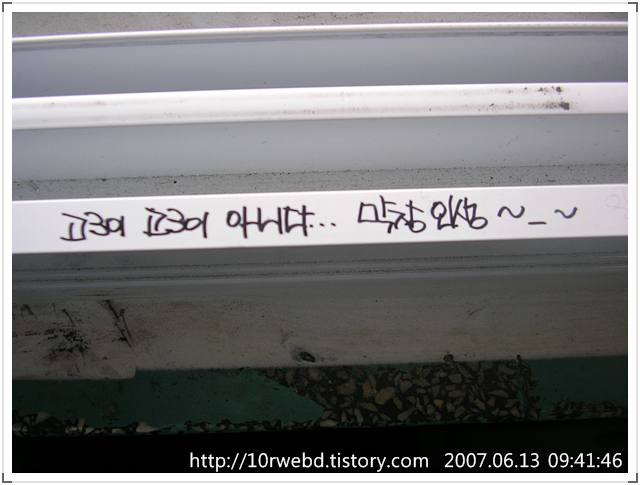 고3이 고3이 아니다... 막장인생 ~_~
http://10rwebd.tistory.com 2007.06.13 09:41:46